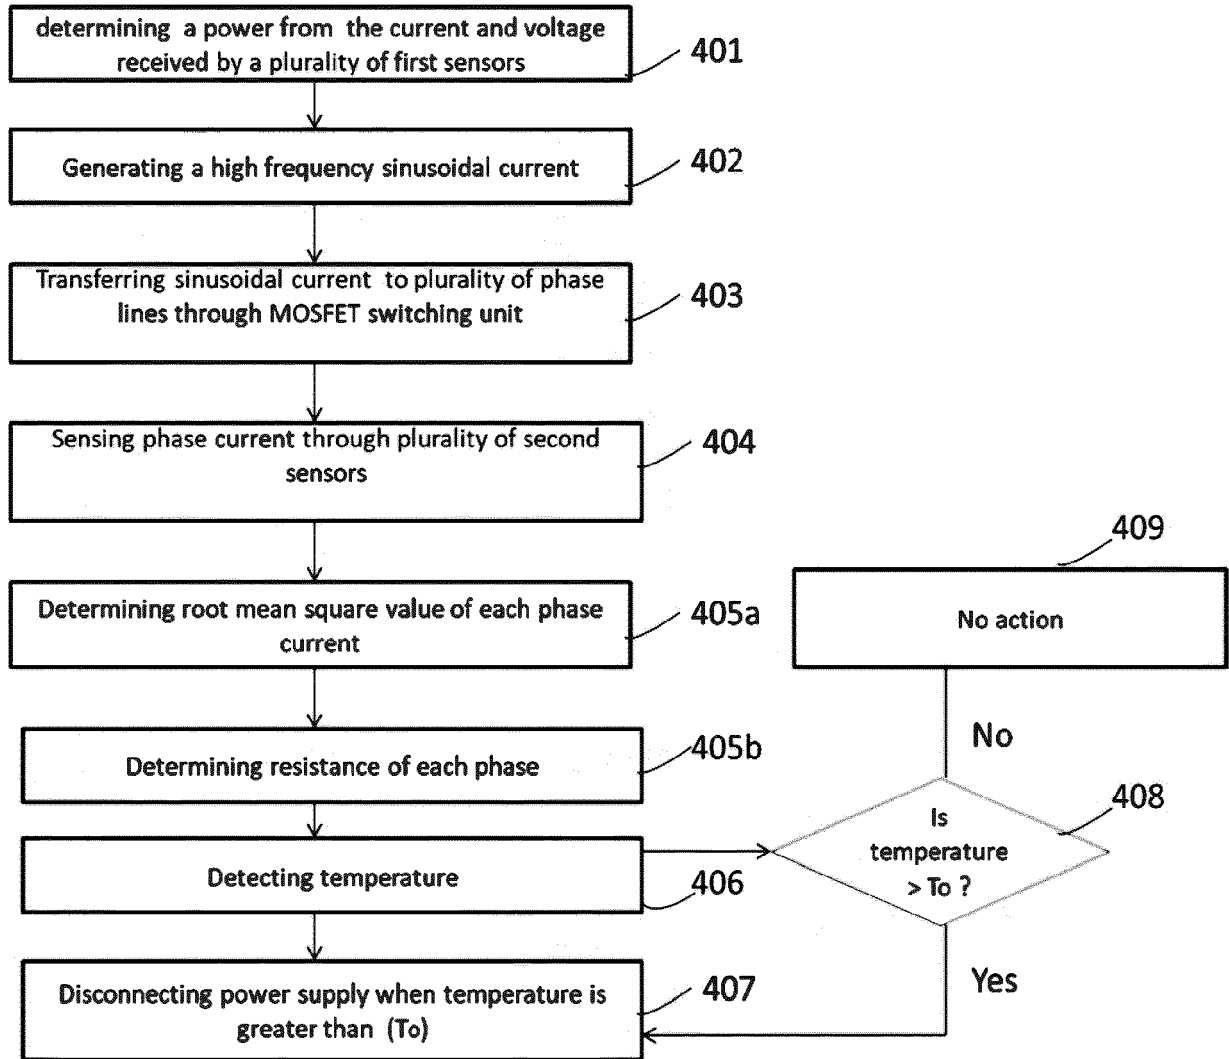 determining a power from the current and voltage
received by a plurality of first sensors
401
Generating a high frequency sinusoidal current
402
Transferring sinusoidal current to plurality of phase
lines through MOSFET switching unit
403
Sensing phase current through plurality of second
sensors
404
Determining root mean square value of each phase
current
405a
409
No action
No
Determining resistance of each phase
405b
Is
temperature
> To ?
408
Detecting temperature
406
Yes
Disconnecting power supply when temperature is
greater than (To)
407